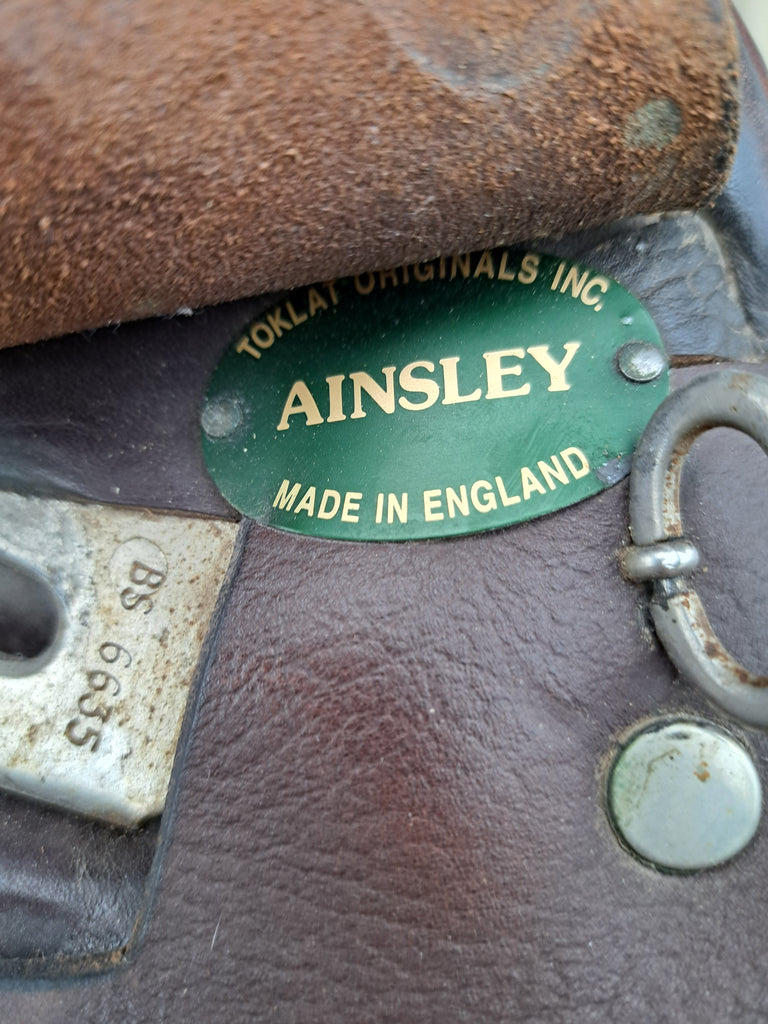 TOKLAT ORIGINALS INC.
AINSLEY
MADE IN ENGLAND
BS 6635